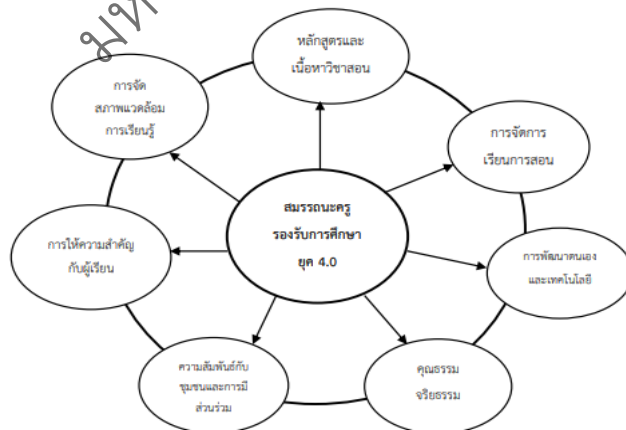 หลักสูตรและ
เนื้อหาวิชาสอน
การจัดการ
เรียนการสอน
การพัฒนาตนเอง
และเทคโนโลยี
คุณธรรม
จริยธรรม
ความสัมพันธ์กับ
ชุมชนและการมี
ส่วนร่วม
การให้ความสำคัญ
กับผู้เรียน
การจัด
สภาพแวดล้อม
การเรียนรู้
สมรรถนะครู
รองรับการศึกษา
ยุค 4.0